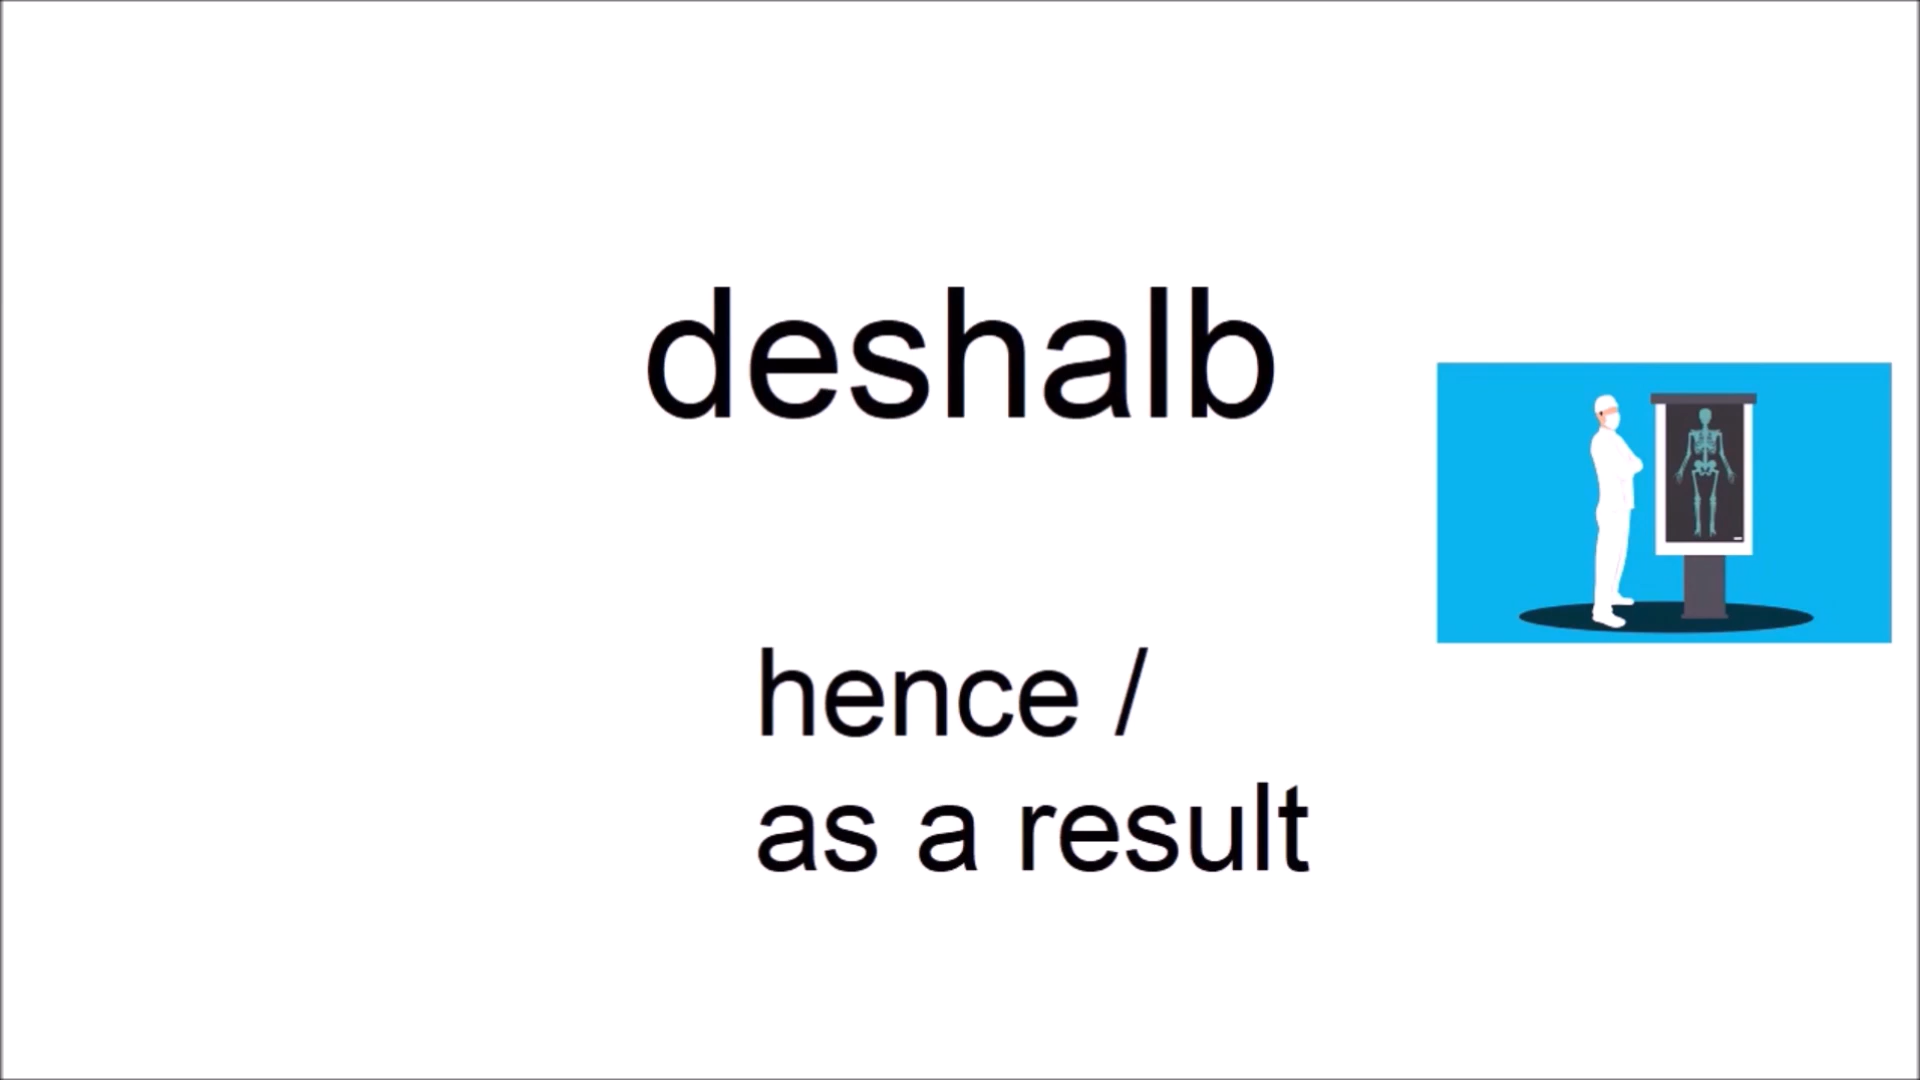 deshalb
hence /
as a result